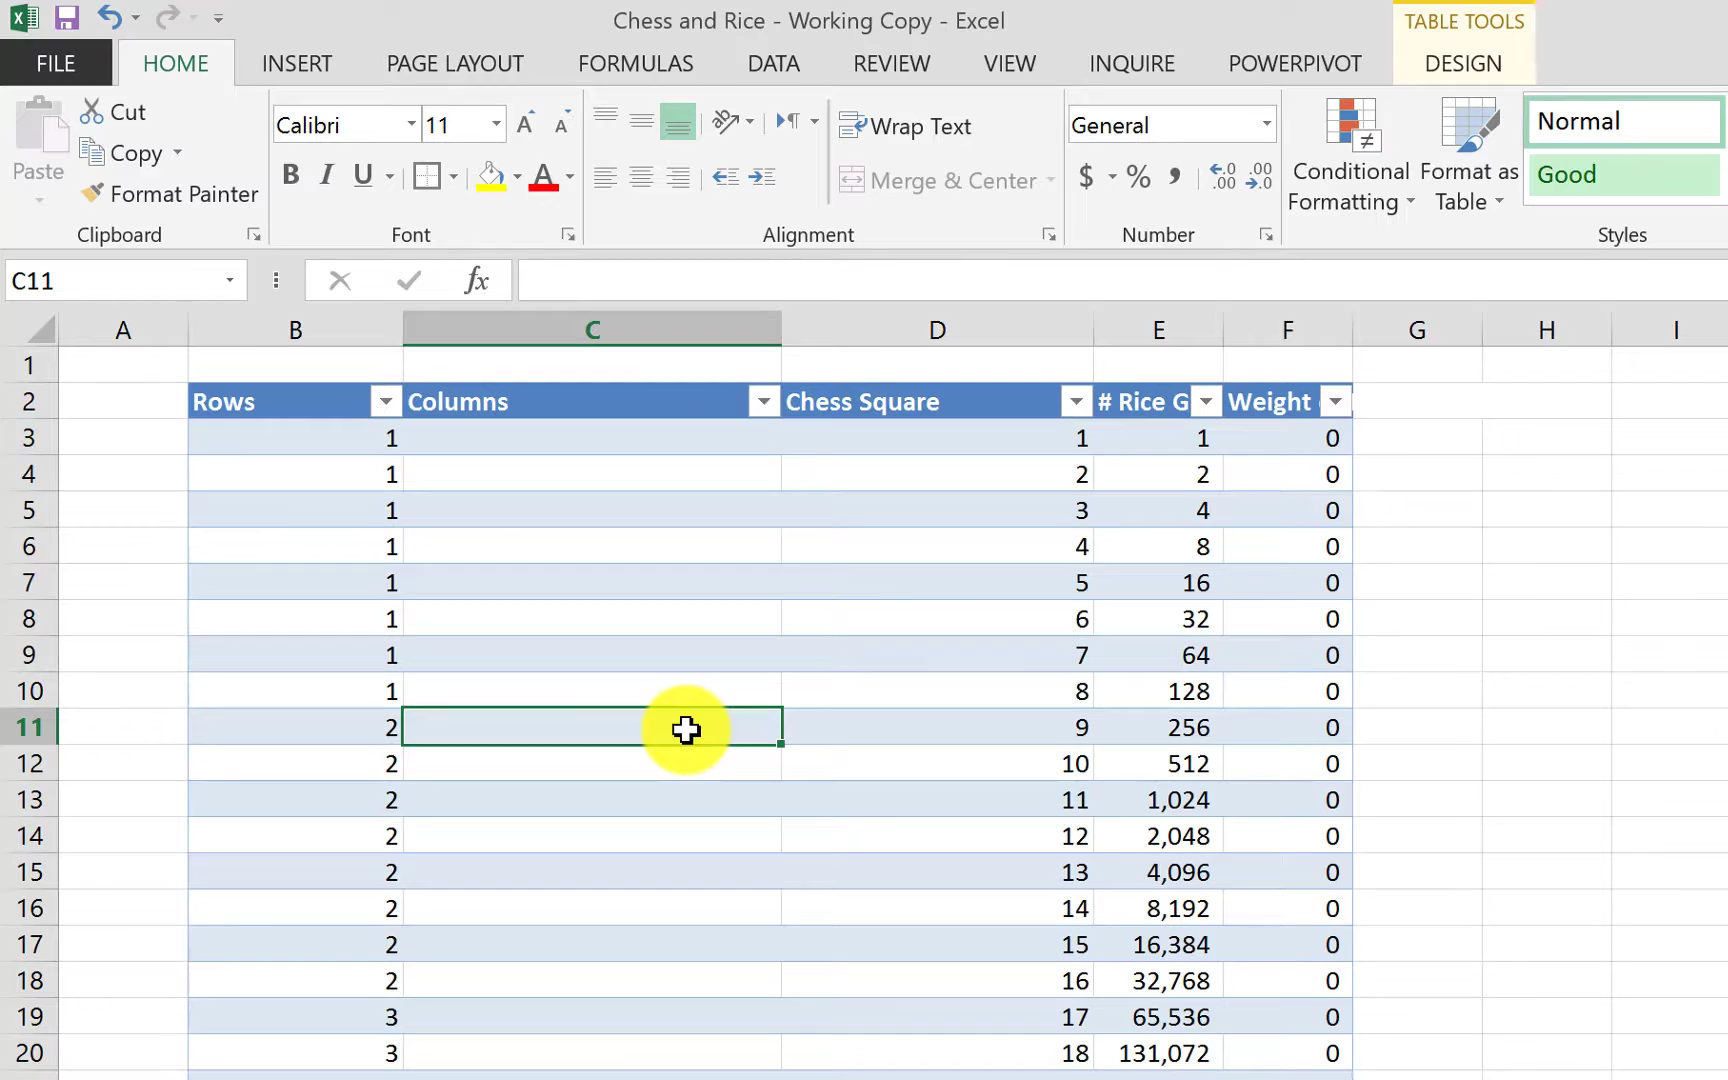 Chess and Rice - Working Copy - Excel
TABLE TOOLS
FILE HOME INSERT PAGE LAYOUT FORMULAS DATA REVIEW VIEW INQUIRE POWERPIVOT DESIGN
Paste
Cut
Copy
Format Painter
Clipboard
Calibri 11
B I U
Font
Wrap Text
Merge & Center
Alignment
General
$ % ,
Number
Conditional Formatting
Format as Table
Normal
Good
Styles
C11 fx
A B C D E F G H I
1
2 Rows Columns Chess Square # Rice G Weight
3 1 1 1 0
4 1 2 2 0
5 1 3 4 0
6 1 4 8 0
7 1 5 16 0
8 1 6 32 0
9 1 7 64 0
10 1 8 128 0
11 2 9 256 0
12 2 10 512 0
13 2 11 1,024 0
14 2 12 2,048 0
15 2 13 4,096 0
16 2 14 8,192 0
17 2 15 16,384 0
18 2 16 32,768 0
19 3 17 65,536 0
20 3 18 131,072 0